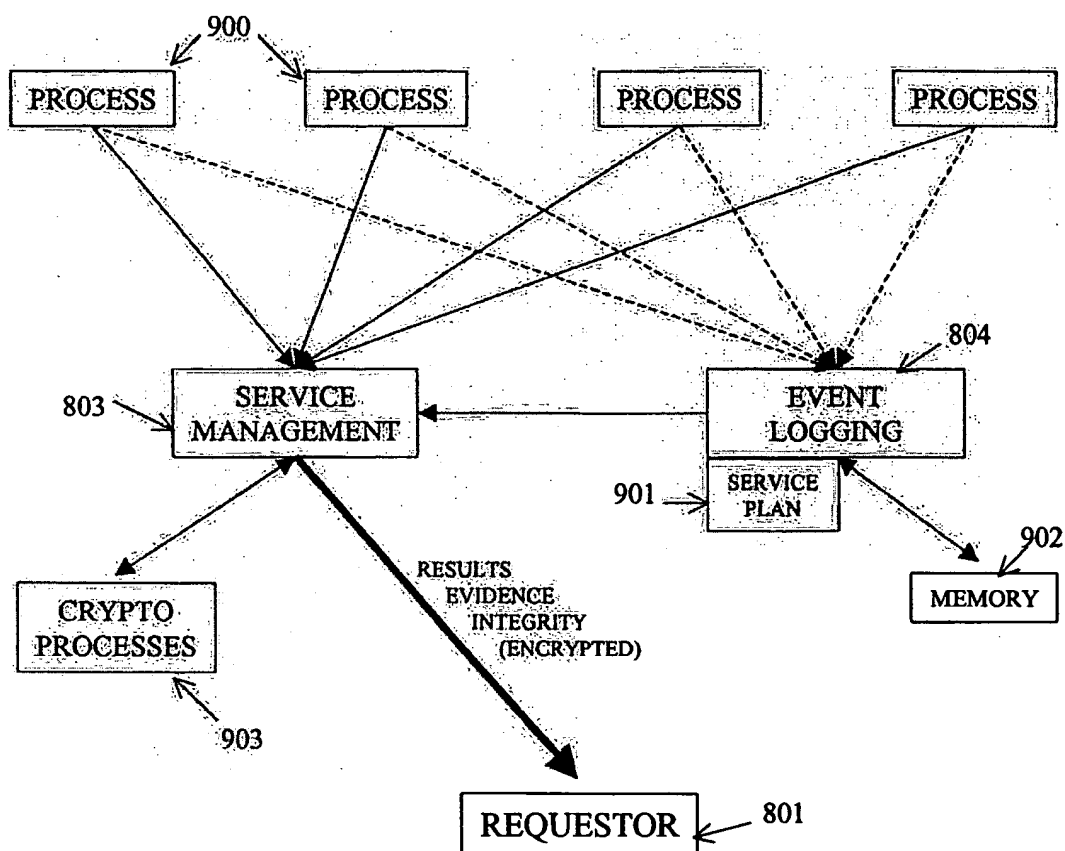 900
PROCESS
PROCESS
PROCESS
PROCESS
804
803
SERVICE
MANAGEMENT
EVENT
LOGGING
901
SERVICE
PLAN
902
MEMORY
RESULTS
EVIDENCE
INTEGRITY
(ENCRYPTED)
CRYPTO
PROCESSES
903
REQUESTOR
801